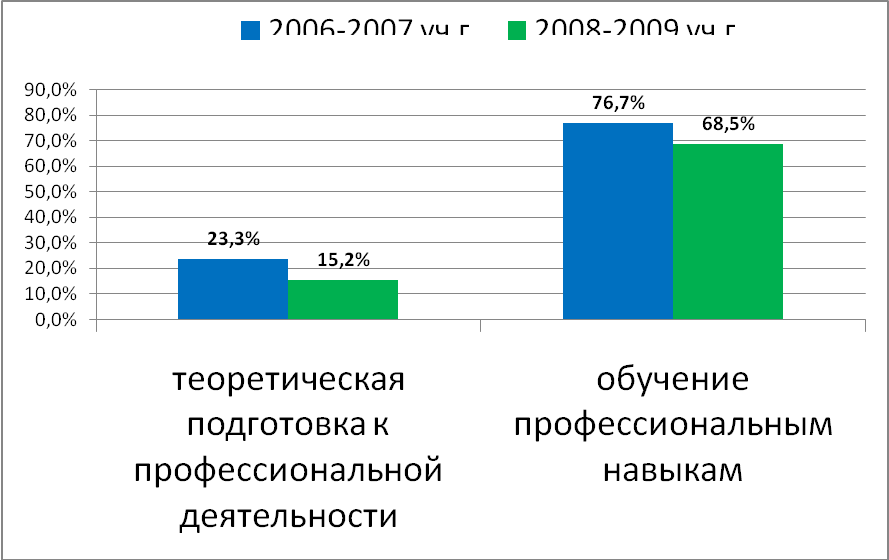 2006-2007 уч.г. 2008-2009 уч.г.
90,0%
80,0%
70,0%
60,0%
50,0%
40,0%
30,0%
20,0%
10,0%
0,0%
23,3%
15,2%
76,7%
68,5%
теоретическая
подготовка к
профессиональной
деятельности
обучение
профессиональным
навыкам